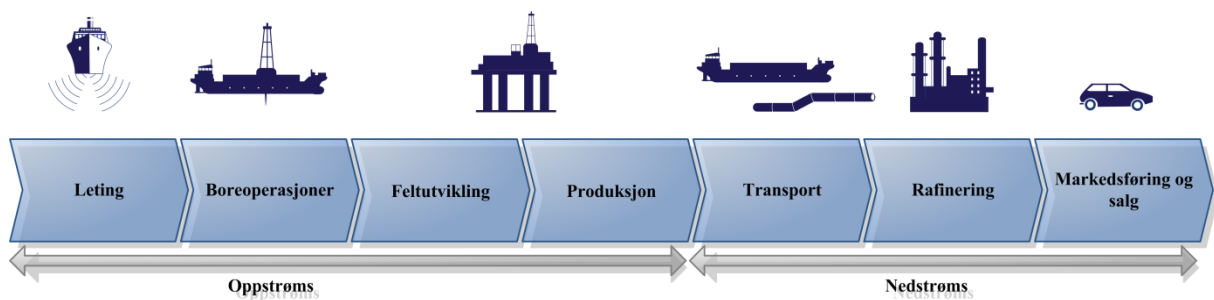 Leting
Boreoperasjoner
Feltutvikling
Produksjon
Transport
Rafinering
Markedsføring og
salg
Oppstrøms
Nedstrøms